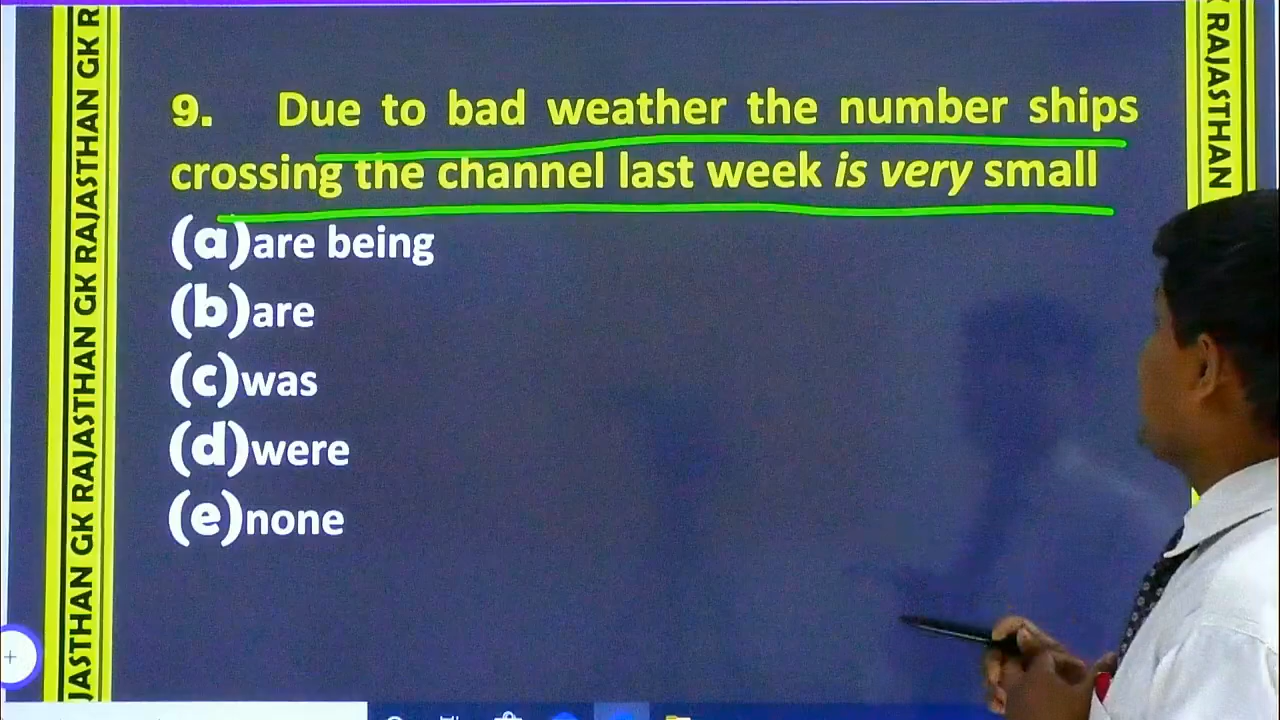 9. Due to bad weather the number ships
crossing the channel last week is very small
(a)are being
(b)are
(c)was
(d)were
(e)none
JASTHAN GK RAJASTHAN GK RAJASTHAN GK R
RAJASTHAN